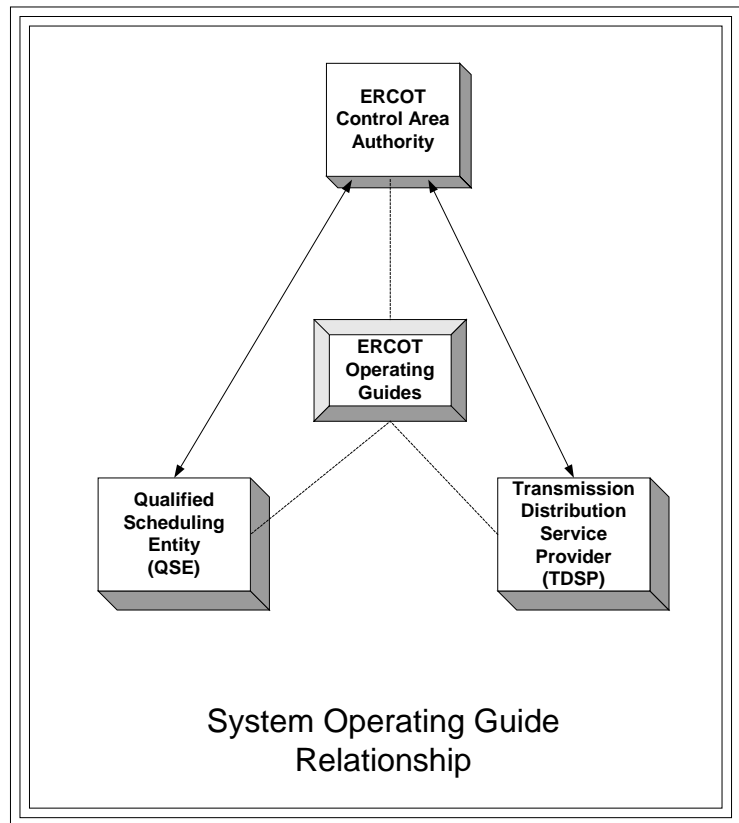 ERCOT
Control Area
Authority
ERCOT
Operating
Guides
Qualified
Scheduling
Entity
(QSE)
Transmission
Distribution
Service
Provider
(TDSP)
System Operating Guide
Relationship